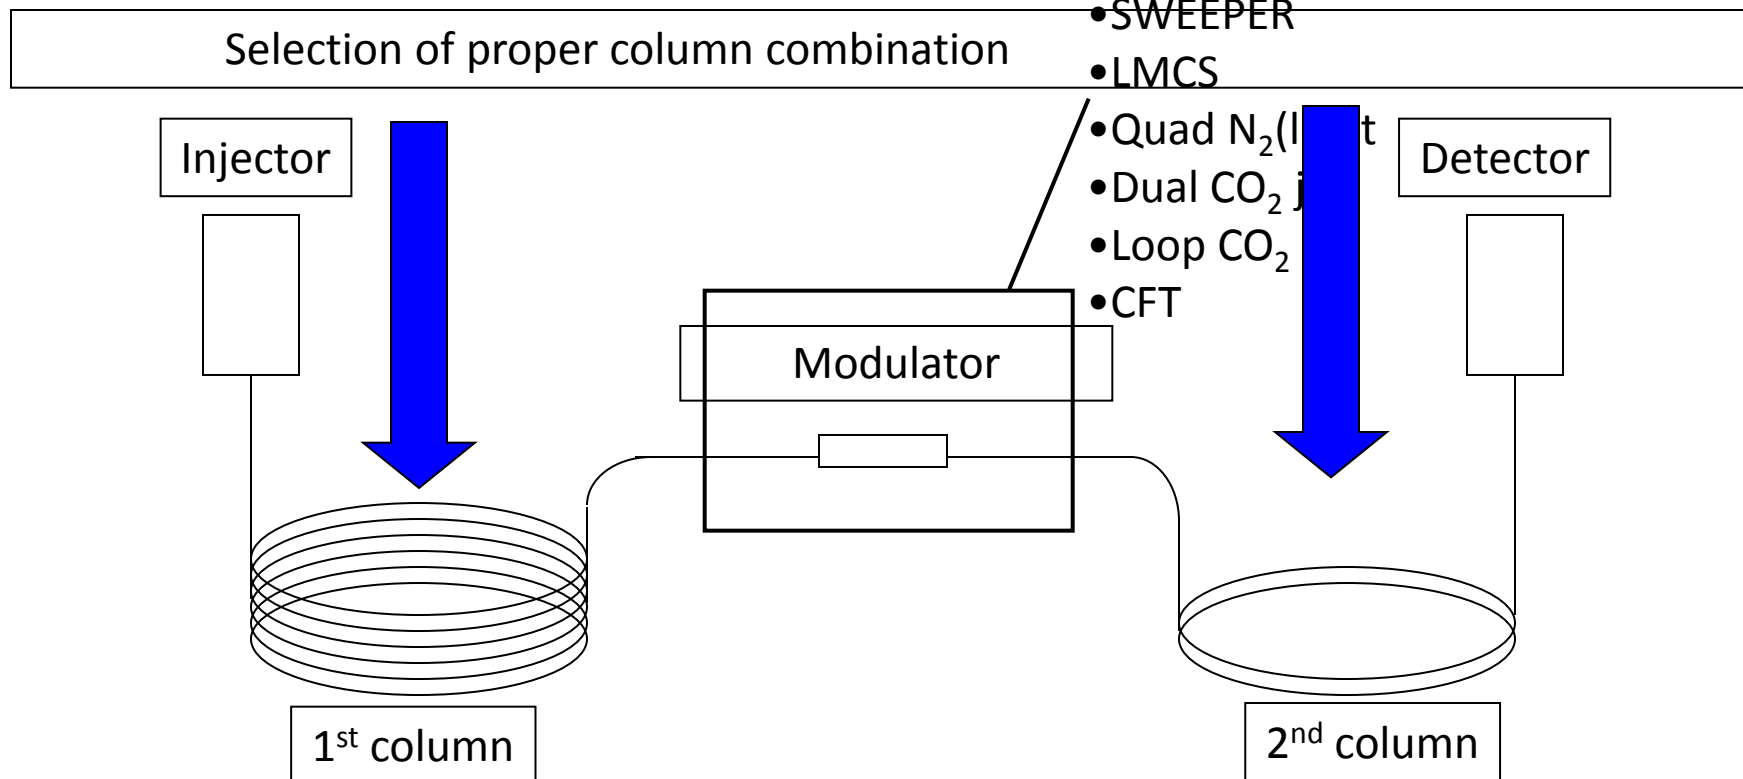 Selection of proper column combination
•SWEEPER
•LMCS
•Quad N₂(l
•Dual CO₂ j
•Loop CO₂
•CFT
Injector
Detector
Modulator
1st column
2nd column